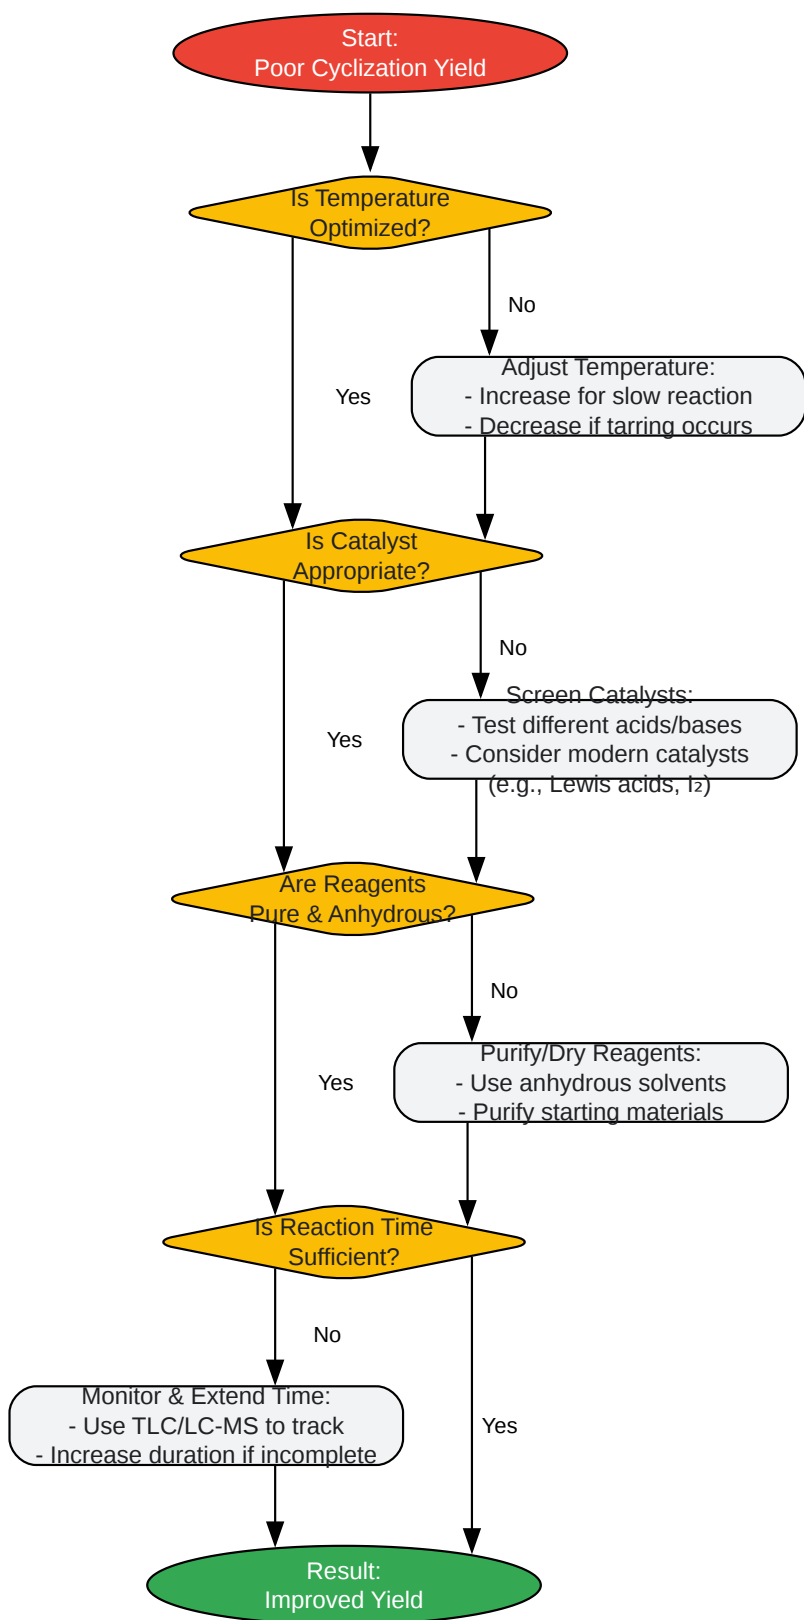 Start:
Poor Cyclization Yield
Is Temperature
Optimized?
No
Adjust Temperature:
- Increase for slow reaction
- Decrease if tarring occurs
Yes
Is Catalyst
Appropriate?
No
Screen Catalysts:
- Test different acids/bases
- Consider modern catalysts
(e.g., Lewis acids, I₂)
Yes
Are Reagents
Pure & Anhydrous?
No
Purify/Dry Reagents:
- Use anhydrous solvents
- Purify starting materials
Yes
Is Reaction Time
Sufficient?
No
Monitor & Extend Time:
- Use TLC/LC-MS to track
- Increase duration if incomplete
Yes
Result:
Improved Yield